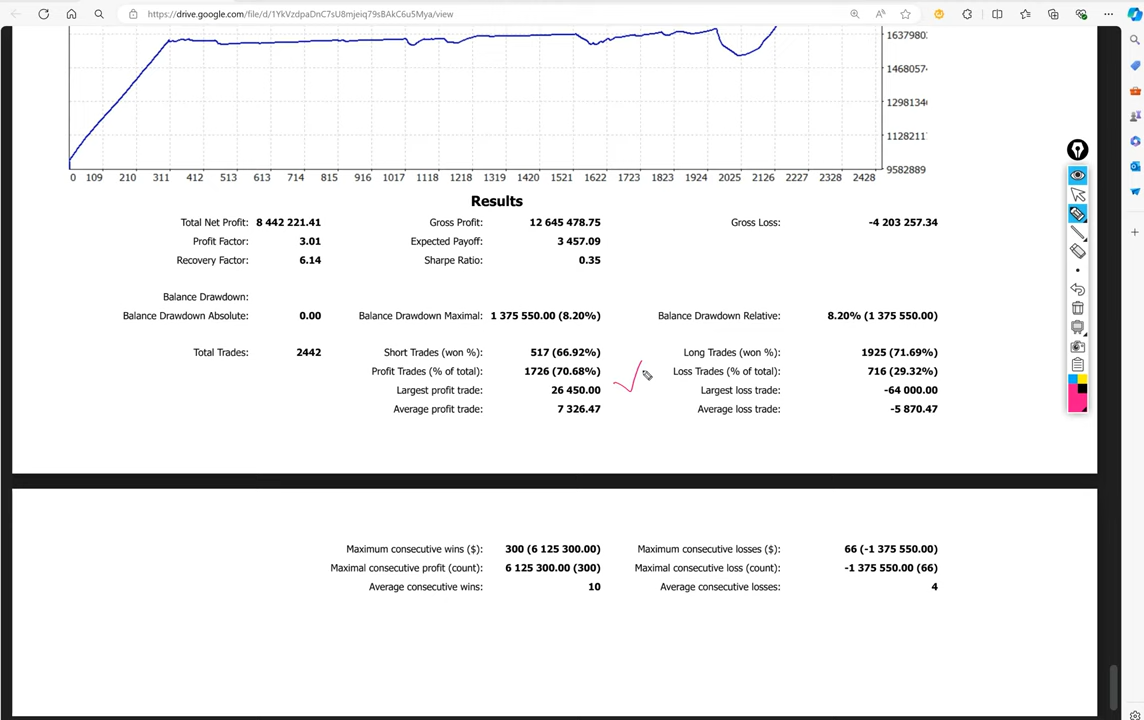 https://drive.google.com/file/d/1YkVzdpaDnC7sU8mjeiq79sBAkC6u5Mya/view
1637980
1468057
1298134
1128211
9582889
0 109 210 311 412 513 613 714 815 916 1017 1118 1218 1319 1420 1521 1622 1723 1823 1924 2025 2126 2227 2328 2428
Results
Total Net Profit: 8 442 221.41 Gross Profit: 12 645 478.75 Gross Loss: -4 203 257.34
Profit Factor: 3.01 Expected Payoff: 3 457.09
Recovery Factor: 6.14 Sharpe Ratio: 0.35
Balance Drawdown:
Balance Drawdown Absolute: 0.00 Balance Drawdown Maximal: 1 375 550.00 (8.20%) Balance Drawdown Relative: 8.20% (1 375 550.00)
Total Trades: 2442 Short Trades (won %): 517 (66.92%) Long Trades (won %): 1925 (71.69%)
Profit Trades (% of total): 1726 (70.68%) Loss Trades (% of total): 716 (29.32%)
Largest profit trade: 26 450.00 Largest loss trade: -64 000.00
Average profit trade: 7 326.47 Average loss trade: -5 870.47
Maximum consecutive wins ($): 300 (6 125 300.00) Maximum consecutive losses ($): 66 (-1 375 550.00)
Maximal consecutive profit (count): 6 125 300.00 (300) Maximal consecutive loss (count): -1 375 550.00 (66)
Average consecutive wins: 10 Average consecutive losses: 4